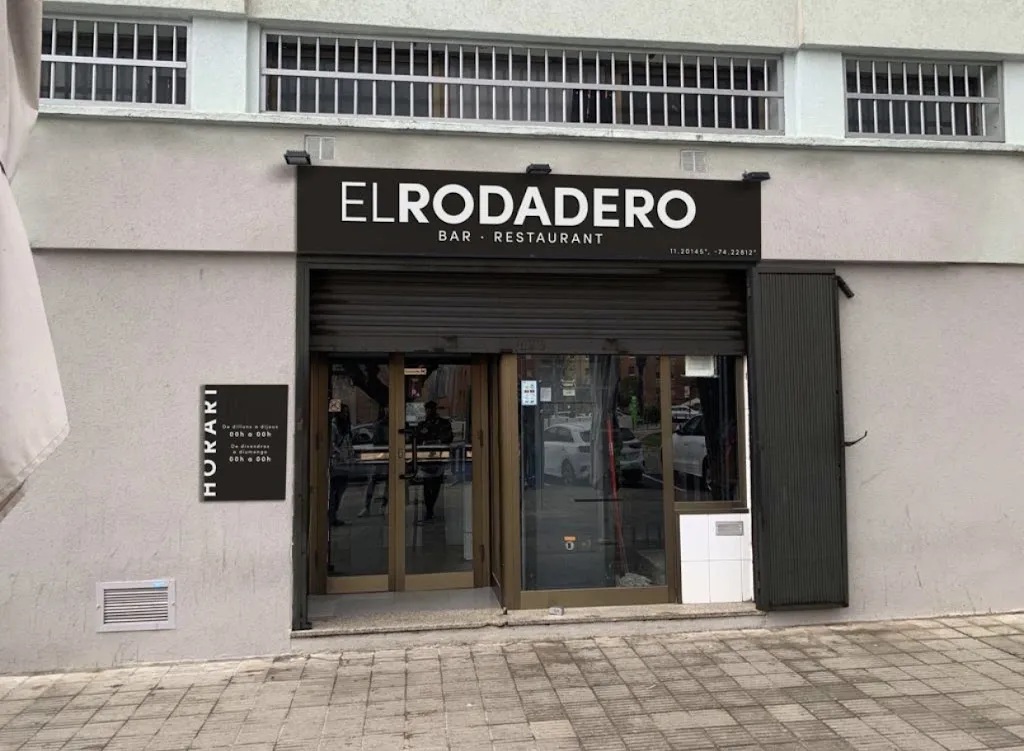 ELRODADERO
BAR · RESTAURANT
11.20145°, -74.22812°
HORARI
De dilluns a dijous
00h a 00h
De divendres
a diumenge
00h a 00h